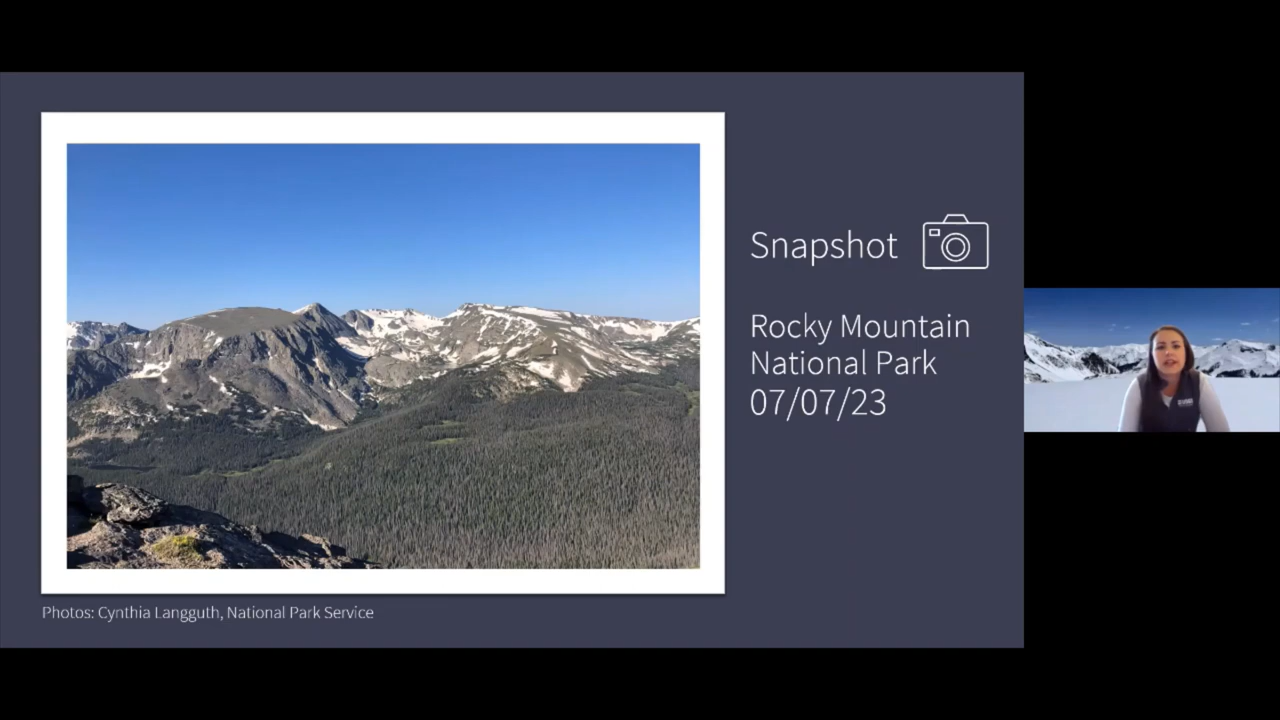 Snapshot
Rocky Mountain
National Park
07/07/23
Photos: Cynthia Langguth, National Park Service